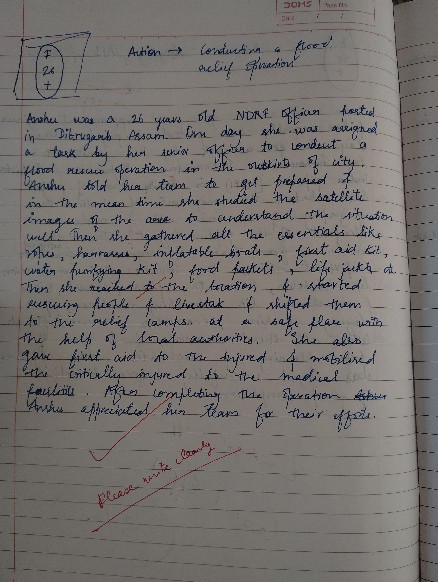 DOMS Page No.
Date / /
F
26
+
Action → Conducting a flood
relief operation
Anshu was a 26 years old NDRF officer posted
in Dibrugarh Assam. One day she was assigned
a task by her senior officer to conduct a
flood rescue operation in the outskirts of city.
Anshu told her team to get prepared &
in the mean time she studied the satellite
images of the area to understand the situation
well. Then she gathered all the essentials like
ropes, harnesses, inflatable boats, first aid kit,
water purifying kit, food packets, life jackets etc.
Then she reached to the location & started
rescuing people & livestock & shifted them
to the relief camps at a safe place with
the help of local authorities. She also
gave first aid to the injured & mobilised
the critically injured to the medical
facilities. After completing the operation
Anshu appreciated her team for their efforts.
Please write clearly